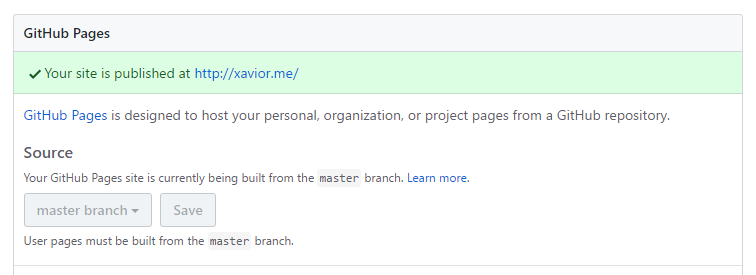 GitHub Pages
Your site is published at http://xavior.me/
GitHub Pages is designed to host your personal, organization, or project pages from a GitHub repository.
Source
Your GitHub Pages site is currently being built from the master branch. Learn more.
master branch Save
User pages must be built from the master branch.